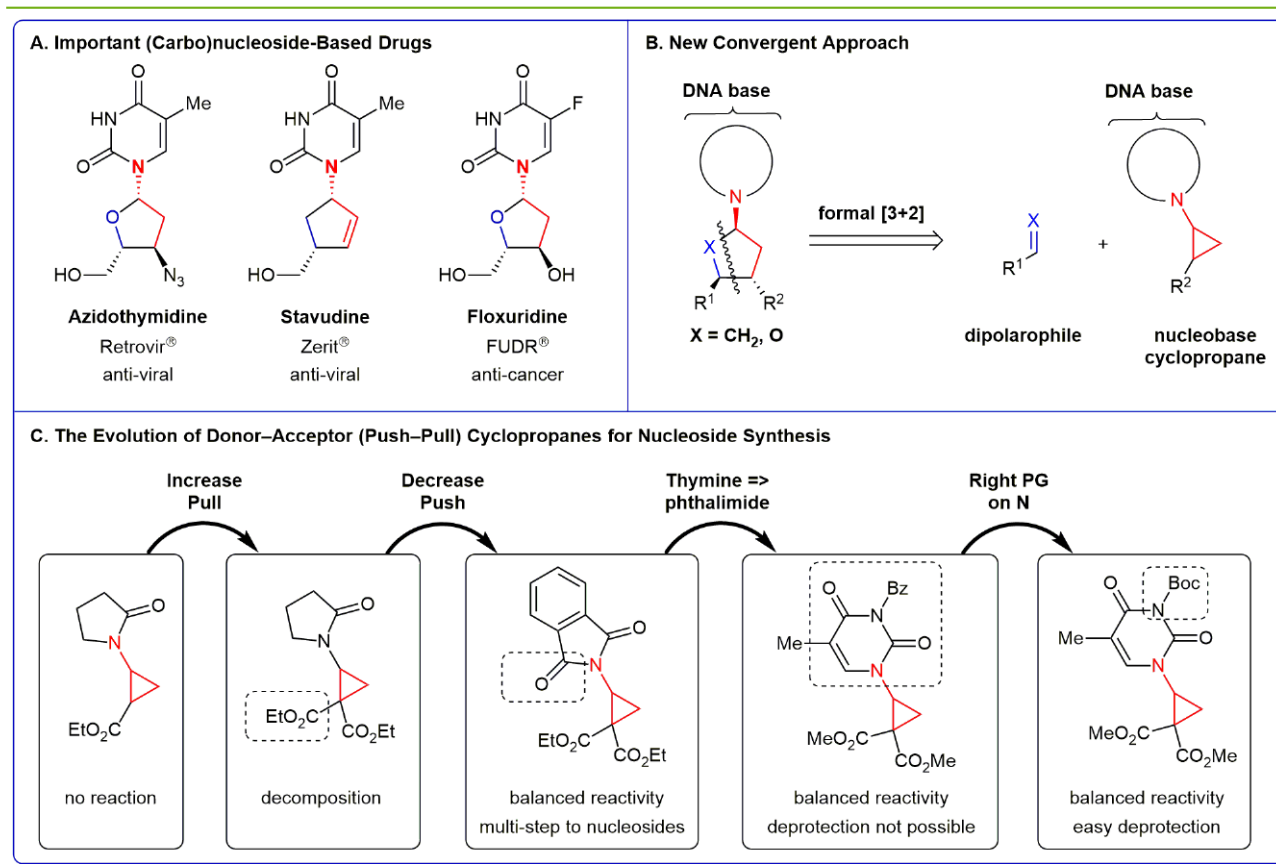 A. Important (Carbo)nucleoside-Based Drugs
O
Me
HN
O
N
O
HO
N3
Azidothymidine
Retrovir®
anti-viral
O
Me
HN
O
N
HO
Stavudine
Zerit®
anti-viral
O
F
HN
O
N
O
HO
OH
Floxuridine
FUDR®
anti-cancer
B. New Convergent Approach
DNA base
N
X
R1
R2
X = CH2, O
formal [3+2]
X
R1
dipolarophile
+
DNA base
N
R2
nucleobase
cyclopropane
C. The Evolution of Donor–Acceptor (Push–Pull) Cyclopropanes for Nucleoside Synthesis
Increase
Pull
Decrease
Push
Thymine =>
phthalimide
Right PG
on N
O
N
EtO2C
no reaction
O
N
EtO2C
CO2Et
decomposition
O
O
N
EtO2C
CO2Et
balanced reactivity
multi-step to nucleosides
O
Bz
N
Me
O
N
MeO2C
CO2Me
balanced reactivity
deprotection not possible
O
Boc
N
Me
O
N
MeO2C
CO2Me
balanced reactivity
easy deprotection